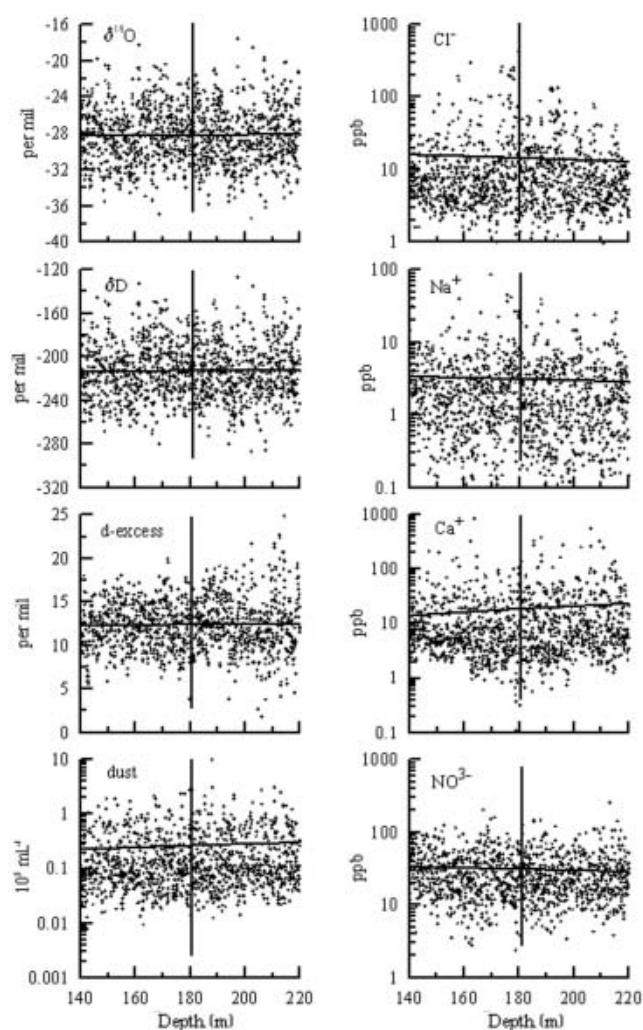 δ¹⁸O
per mil
-16
-20
-24
-28
-32
-36
-40
Cl⁻
ppb
1000
100
10
1
δD
per mil
-120
-160
-200
-240
-280
-320
Na⁺
ppb
100
10
1
0.1
d-excess
per mil
25
20
15
10
5
0
Ca⁺
ppb
1000
100
10
1
0.1
dust
10
1
0.1
0.01
0.001
140 160 180 200 220
Depth (m)
NO³⁻
ppb
1000
100
10
1
140 160 180 200 220
Depth (m)